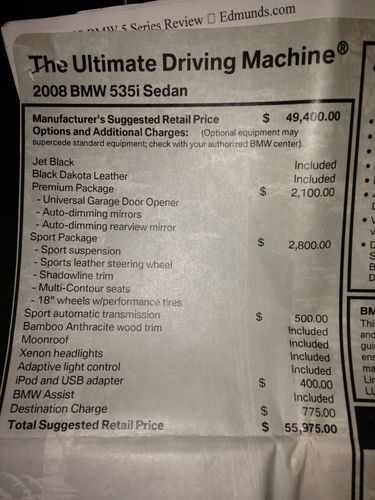 BMW 5 Series Review □ Edmunds.com
The Ultimate Driving Machine®
2008 BMW 535i Sedan
Manufacturer's Suggested Retail Price $ 49,400.00
Options and Additional Charges: (Optional equipment may
supercede standard equipment; check with your authorized BMW center).
Jet Black Included
Black Dakota Leather Included
Premium Package $ 2,100.00
- Universal Garage Door Opener
- Auto-dimming mirrors
- Auto-dimming rearview mirror
Sport Package $ 2,800.00
- Sport suspension
- Sports leather steering wheel
- Shadowline trim
- Multi-Contour seats
- 18" wheels w/performance tires
Sport automatic transmission $ 500.00
Bamboo Anthracite wood trim Included
Moonroof Included
Xenon headlights Included
Adaptive light control Included
iPod and USB adapter $ 400.00
BMW Assist Included
Destination Charge $ 775.00
Total Suggested Retail Price $ 55,975.00